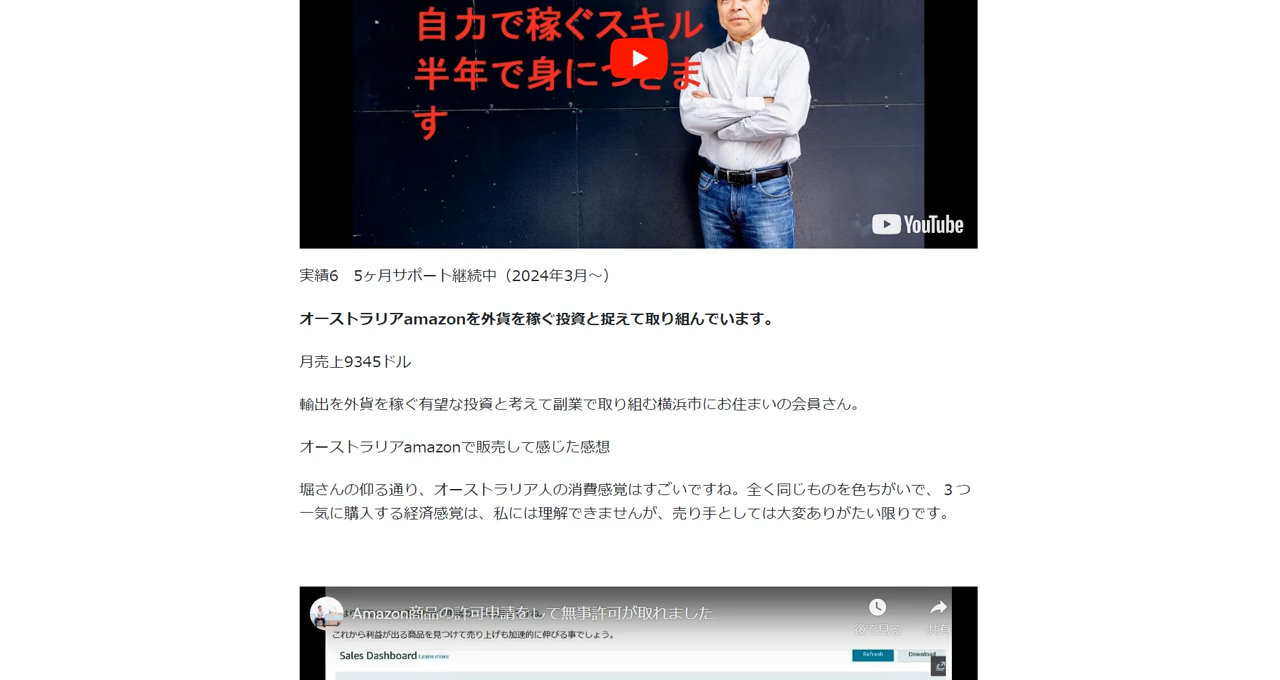 自力で稼ぐスキル
半年で身につきま
す
YouTube
実績6 5ヶ月サポート継続中（2024年3月〜）
オーストラリアamazonを外貨を稼ぐ投資と捉えて取り組んでいます。
月売上9345ドル
輸出を外貨を稼ぐ有望な投資と考えて副業で取り組む横浜市にお住まいの会員さん。
オーストラリアamazonで販売して感じた感想
堀さんの仰る通り、オーストラリア人の消費感覚はすごいですね。全く同じものを色ちがいで、３つ
一気に購入する経済感覚は、私には理解できませんが、売り手としては大変ありがたい限りです。
Amazon商品の許可申請をして無事許可が取れました
後で見る 共有
これから利益が出る商品を見つけて売り上げも加速的に伸びる事でしょう。
Sales Dashboard Learn more
Refresh Download